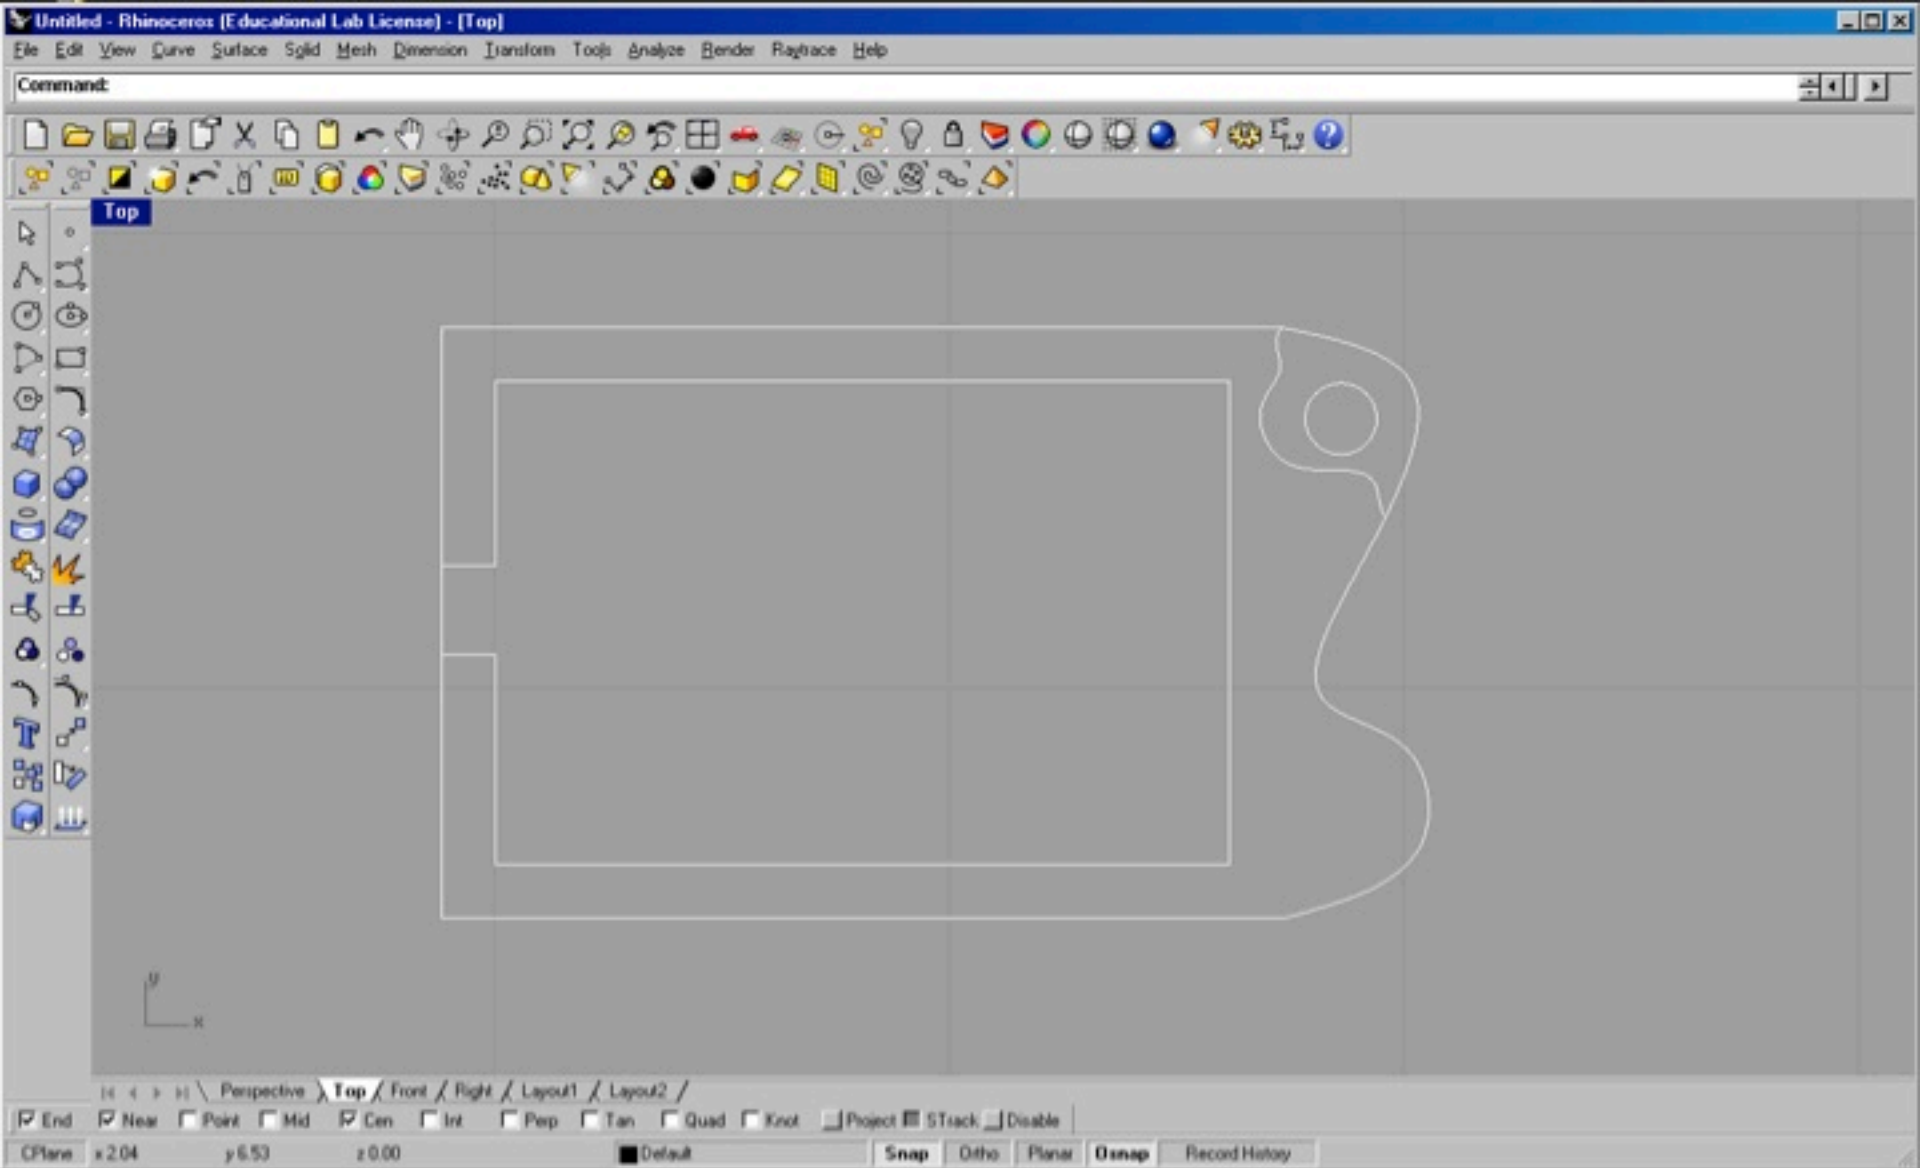 Untitled - Rhinoceros (Educational Lab License) - [Top]
File Edit View Curve Surface Solid Mesh Dimension Transform Tools Analyze Render Raytrace Help
Command:
Top
y
x
Perspective Top Front Right Layout1 Layout2
End Near Point Mid Cen Int Perp Tan Quad Knot Project STrack Disable
CPlane x 2.04 y 6.53 z 0.00 Default Snap Ortho Planar Osnap Record History